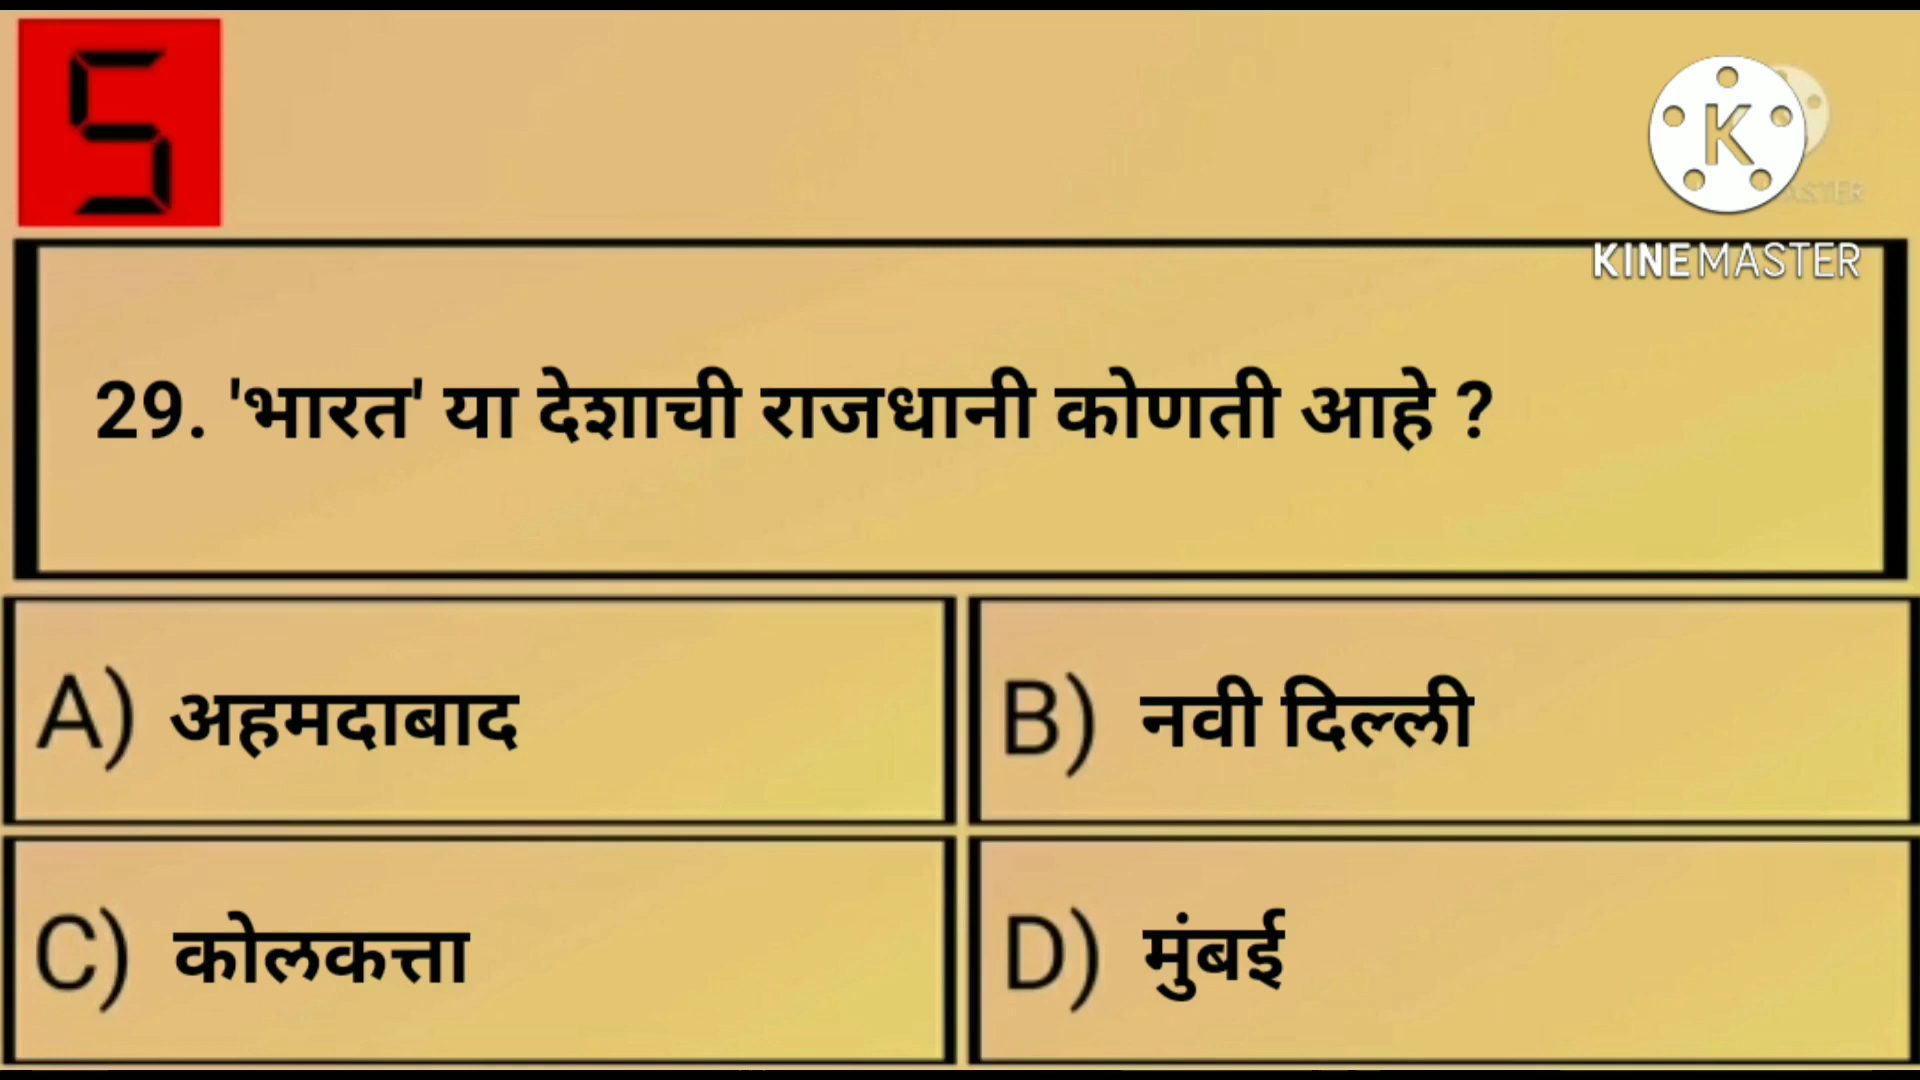 5
KINEMASTER
29. 'भारत' या देशाची राजधानी कोणती आहे ?
A) अहमदाबाद
B) नवी दिल्ली
C) कोलकत्ता
D) मुंबई